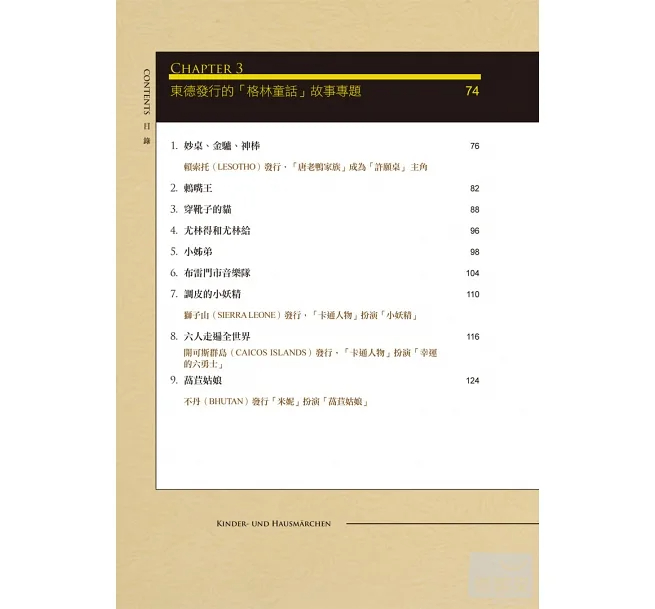 CHAPTER 3
東德發行的「格林童話」故事專題 74
CONTENTS 目錄
1. 妙桌、金驢、神棒 76
賴索托（LESOTHO）發行，「唐老鴨家族」成為「許願桌」主角
2. 鶇嘴王 82
3. 穿靴子的貓 88
4. 尤林得和尤林給 96
5. 小姊弟 98
6. 布雷門市音樂隊 104
7. 調皮的小妖精 110
獅子山（SIERRA LEONE）發行，「卡通人物」扮演「小妖精」
8. 六人走遍全世界 116
開可斯群島（CAICOS ISLANDS）發行，「卡通人物」扮演「幸運
的六勇士」
9. 萵苣姑娘 124
不丹（BHUTAN）發行「米妮」扮演「萵苣姑娘」
KINDER- UND HAUSMÄRCHEN